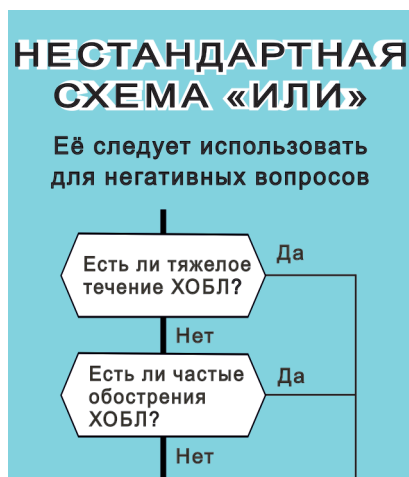 НЕСТАНДАРТНАЯ
СХЕМА «ИЛИ»
Её следует использовать
для негативных вопросов
Есть ли тяжелое
течение ХОБЛ?
Да
Нет
Есть ли частые
обострения
ХОБЛ?
Да
Нет